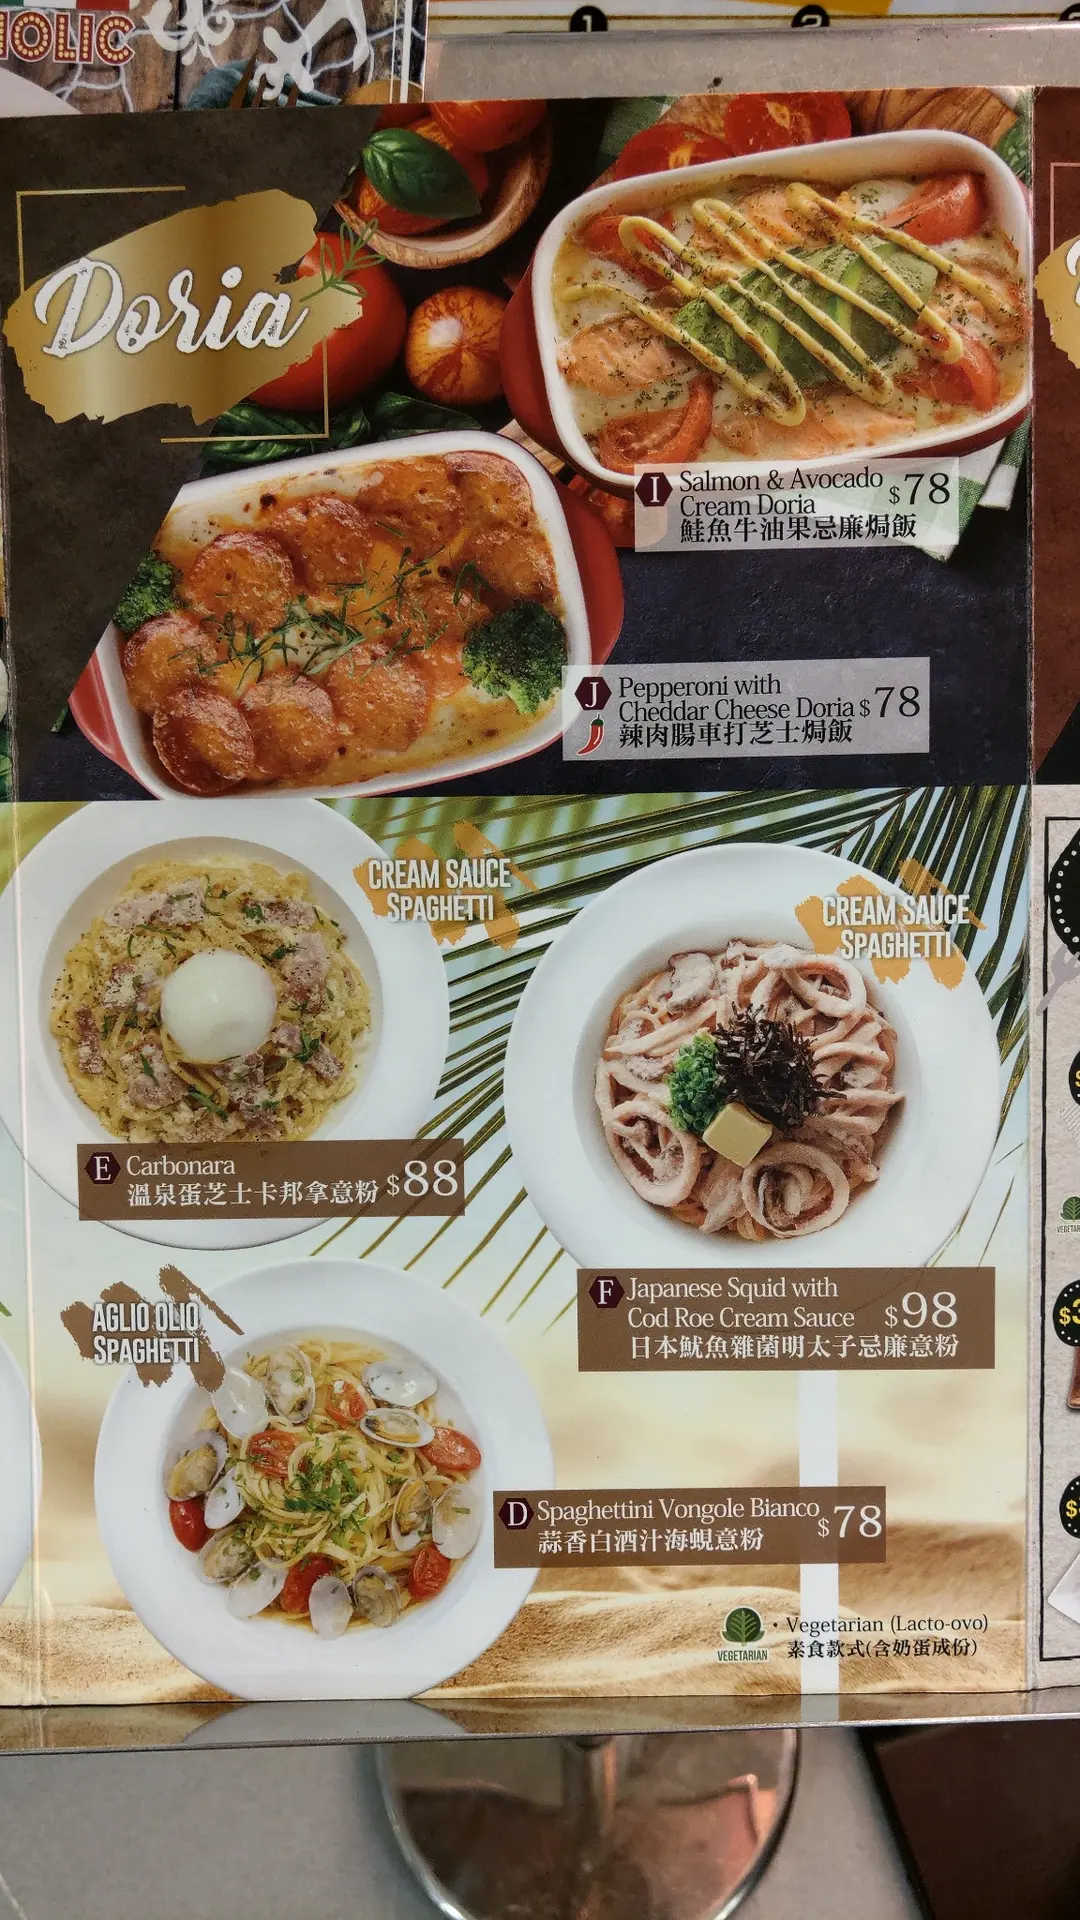 HOLIC
Doria
I
Salmon & Avocado
Cream Doria
$78
鮭魚牛油果忌廉焗飯
J
Pepperoni with
Cheddar Cheese Doria $78
辣肉腸車打芝士焗飯
CREAM SAUCE
SPAGHETTI
CREAM SAUCE
SPAGHETTI
E
Carbonara
溫泉蛋芝士卡邦拿意粉 $88
F
Japanese Squid with
Cod Roe Cream Sauce $98
日本魷魚雜菌明太子忌廉意粉
AGLIO OLIO
SPAGHETTI
D
Spaghettini Vongole Bianco
$78
蒜香白酒汁海蜆意粉
VEGETARIAN
· Vegetarian (Lacto-ovo)
素食款式(含奶蛋成份)